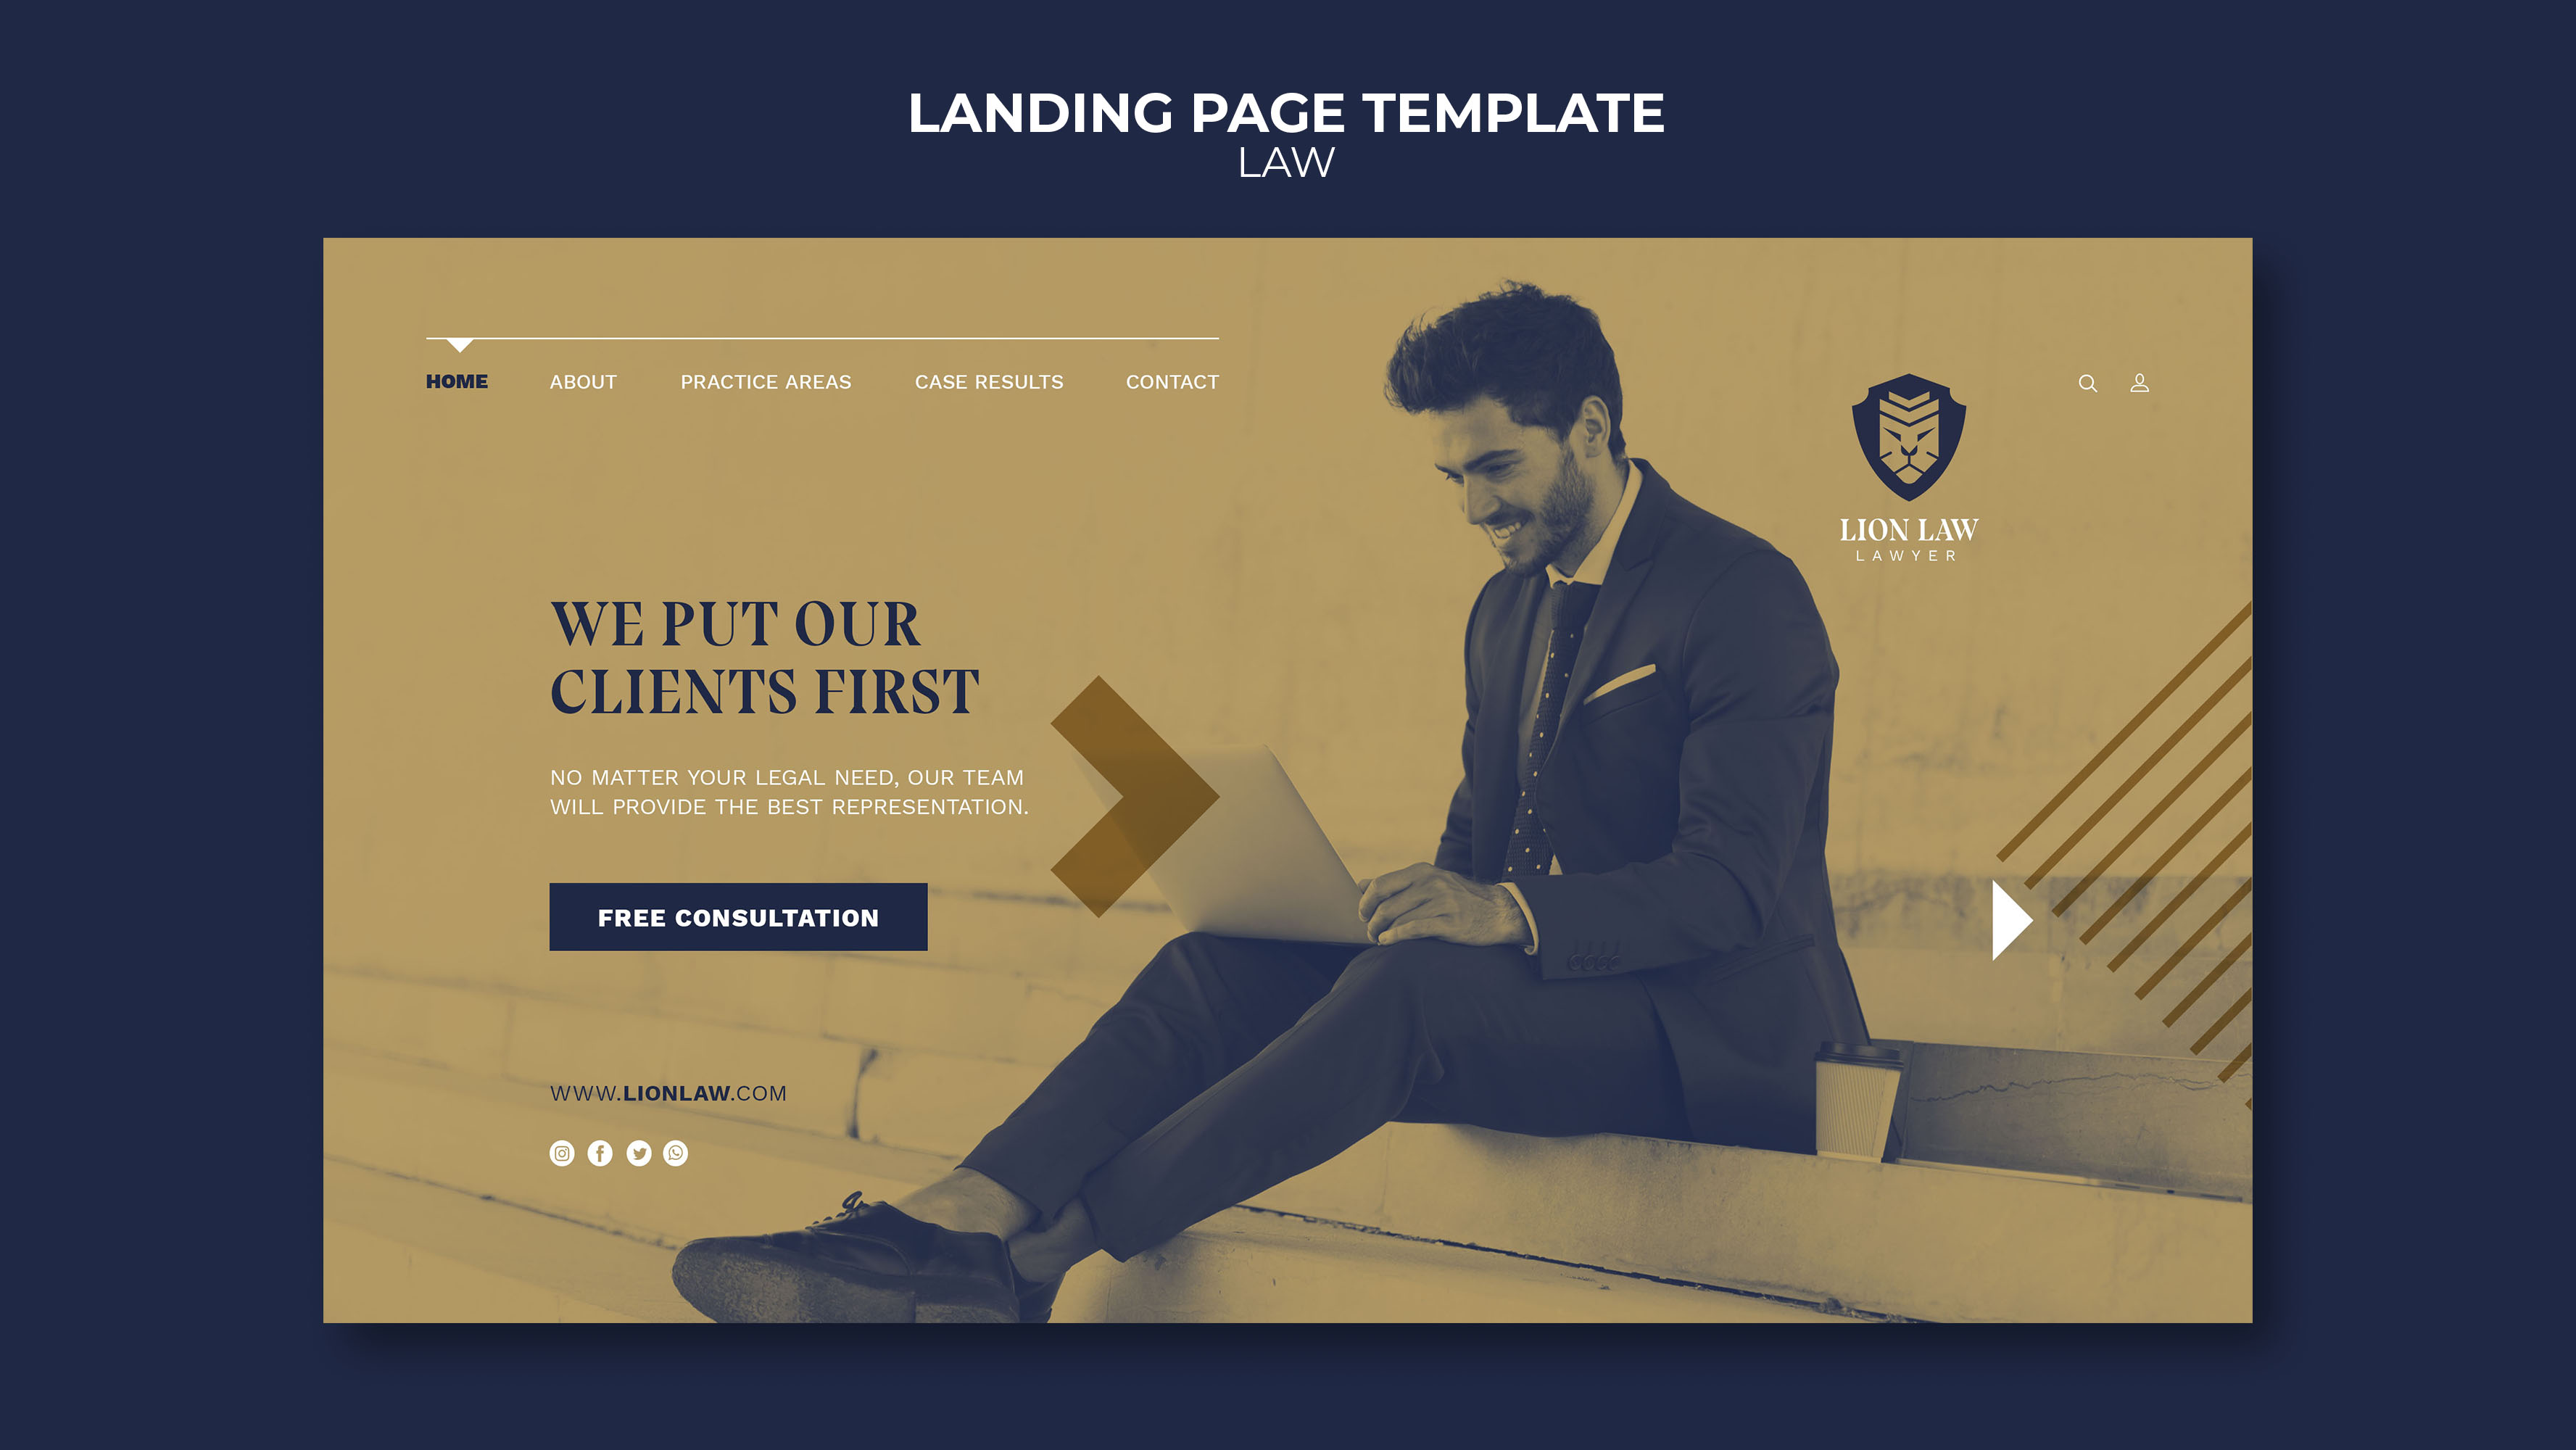 LANDING PAGE TEMPLATE
LAW
HOME ABOUT PRACTICE AREAS CASE RESULTS CONTACT
LION LAW
LAWYER
WE PUT OUR
CLIENTS FIRST
NO MATTER YOUR LEGAL NEED, OUR TEAM
WILL PROVIDE THE BEST REPRESENTATION.
FREE CONSULTATION
WWW.LIONLAW.COM